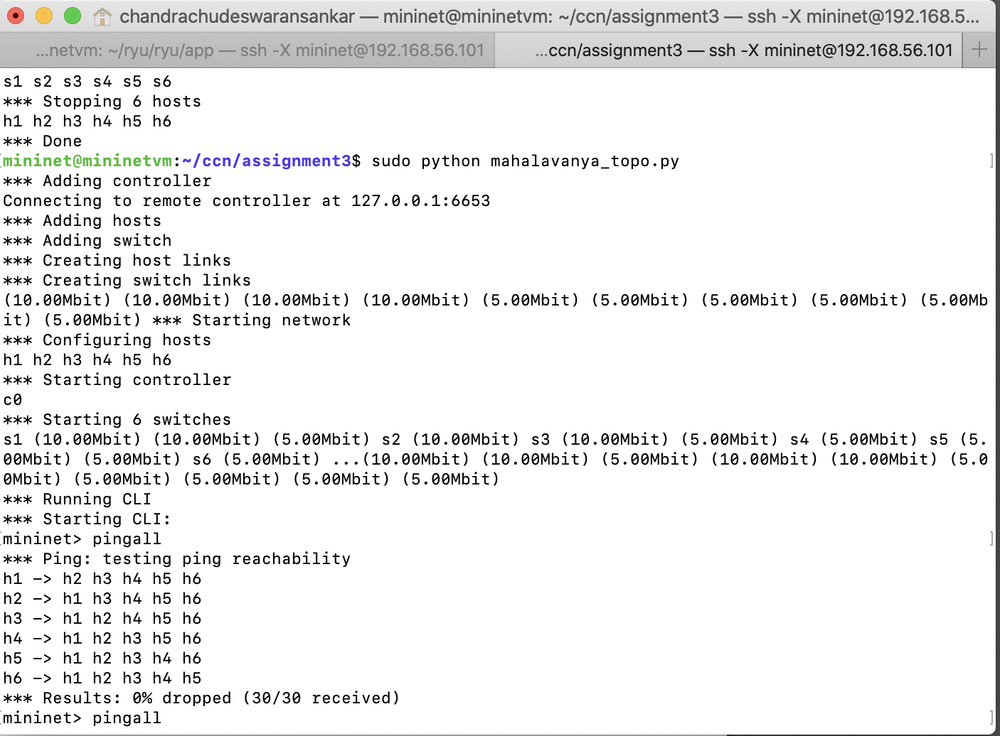 chandrachudeswaransankar — mininet@mininetvm: ~/ccn/assignment3 — ssh -X mininet@192.168.5...
...netvm: ~/ryu/ryu/app — ssh -X mininet@192.168.56.101
...ccn/assignment3 — ssh -X mininet@192.168.56.101
s1 s2 s3 s4 s5 s6
*** Stopping 6 hosts
h1 h2 h3 h4 h5 h6
*** Done
[mininet@mininetvm:~/ccn/assignment3$ sudo python mahalavanya_topo.py ]
*** Adding controller
Connecting to remote controller at 127.0.0.1:6653
*** Adding hosts
*** Adding switch
*** Creating host links
*** Creating switch links
(10.00Mbit) (10.00Mbit) (10.00Mbit) (10.00Mbit) (5.00Mbit) (5.00Mbit) (5.00Mbit) (5.00Mbit) (5.00Mb
it) (5.00Mbit) *** Starting network
*** Configuring hosts
h1 h2 h3 h4 h5 h6
*** Starting controller
c0
*** Starting 6 switches
s1 (10.00Mbit) (10.00Mbit) (5.00Mbit) s2 (10.00Mbit) s3 (10.00Mbit) (5.00Mbit) s4 (5.00Mbit) s5 (5.
00Mbit) (5.00Mbit) s6 (5.00Mbit) ...(10.00Mbit) (10.00Mbit) (5.00Mbit) (10.00Mbit) (10.00Mbit) (5.0
0Mbit) (5.00Mbit) (5.00Mbit) (5.00Mbit) (5.00Mbit)
*** Running CLI
*** Starting CLI:
[mininet> pingall ]
*** Ping: testing ping reachability
h1 -> h2 h3 h4 h5 h6
h2 -> h1 h3 h4 h5 h6
h3 -> h1 h2 h4 h5 h6
h4 -> h1 h2 h3 h5 h6
h5 -> h1 h2 h3 h4 h6
h6 -> h1 h2 h3 h4 h5
*** Results: 0% dropped (30/30 received)
[mininet> pingall ]